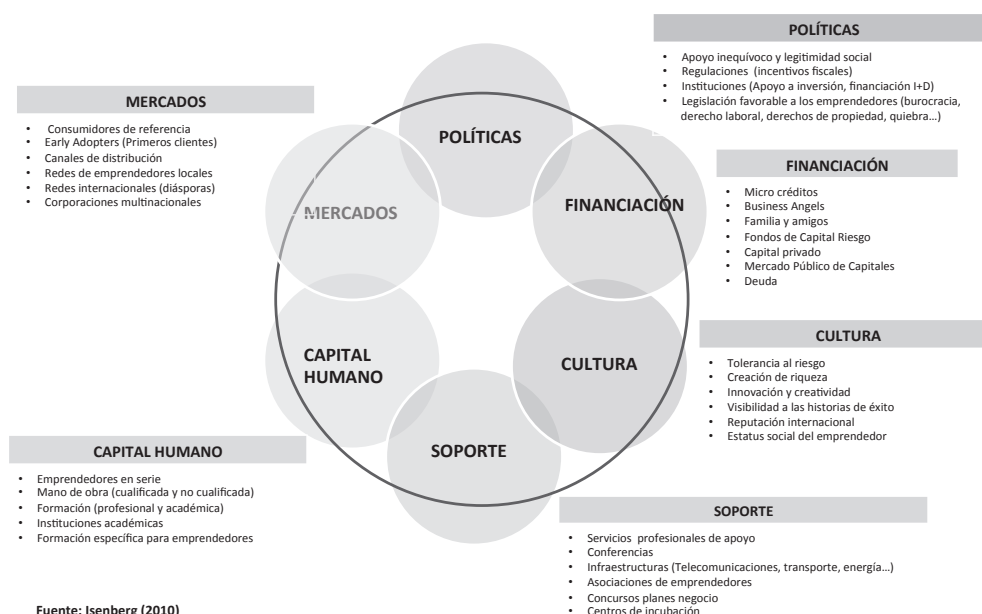 POLÍTICAS
• Apoyo inequívoco y legitimidad social
• Regulaciones (incentivos fiscales)
• Instituciones (Apoyo a inversión, financiación I+D)
• Legislación favorable a los emprendedores (burocracia,
derecho laboral, derechos de propiedad, quiebra...)
MERCADOS
• Consumidores de referencia
• Early Adopters (Primeros clientes)
• Canales de distribución
• Redes de emprendedores locales
• Redes internacionales (diásporas)
• Corporaciones multinacionales
POLÍTICAS
MERCADOS
FINANCIACIÓN
CAPITAL
HUMANO
CULTURA
SOPORTE
FINANCIACIÓN
• Micro créditos
• Business Angels
• Familia y amigos
• Fondos de Capital Riesgo
• Capital privado
• Mercado Público de Capitales
• Deuda
CULTURA
• Tolerancia al riesgo
• Creación de riqueza
• Innovación y creatividad
• Visibilidad a las historias de éxito
• Reputación internacional
• Estatus social del emprendedor
CAPITAL HUMANO
• Emprendedores en serie
• Mano de obra (cualificada y no cualificada)
• Formación (profesional y académica)
• Instituciones académicas
• Formación específica para emprendedores
SOPORTE
• Servicios profesionales de apoyo
• Conferencias
• Infraestructuras (Telecomunicaciones, transporte, energía...)
• Asociaciones de emprendedores
• Concursos planes negocio
• Centros de incubación
Fuente: Isenberg (2010)